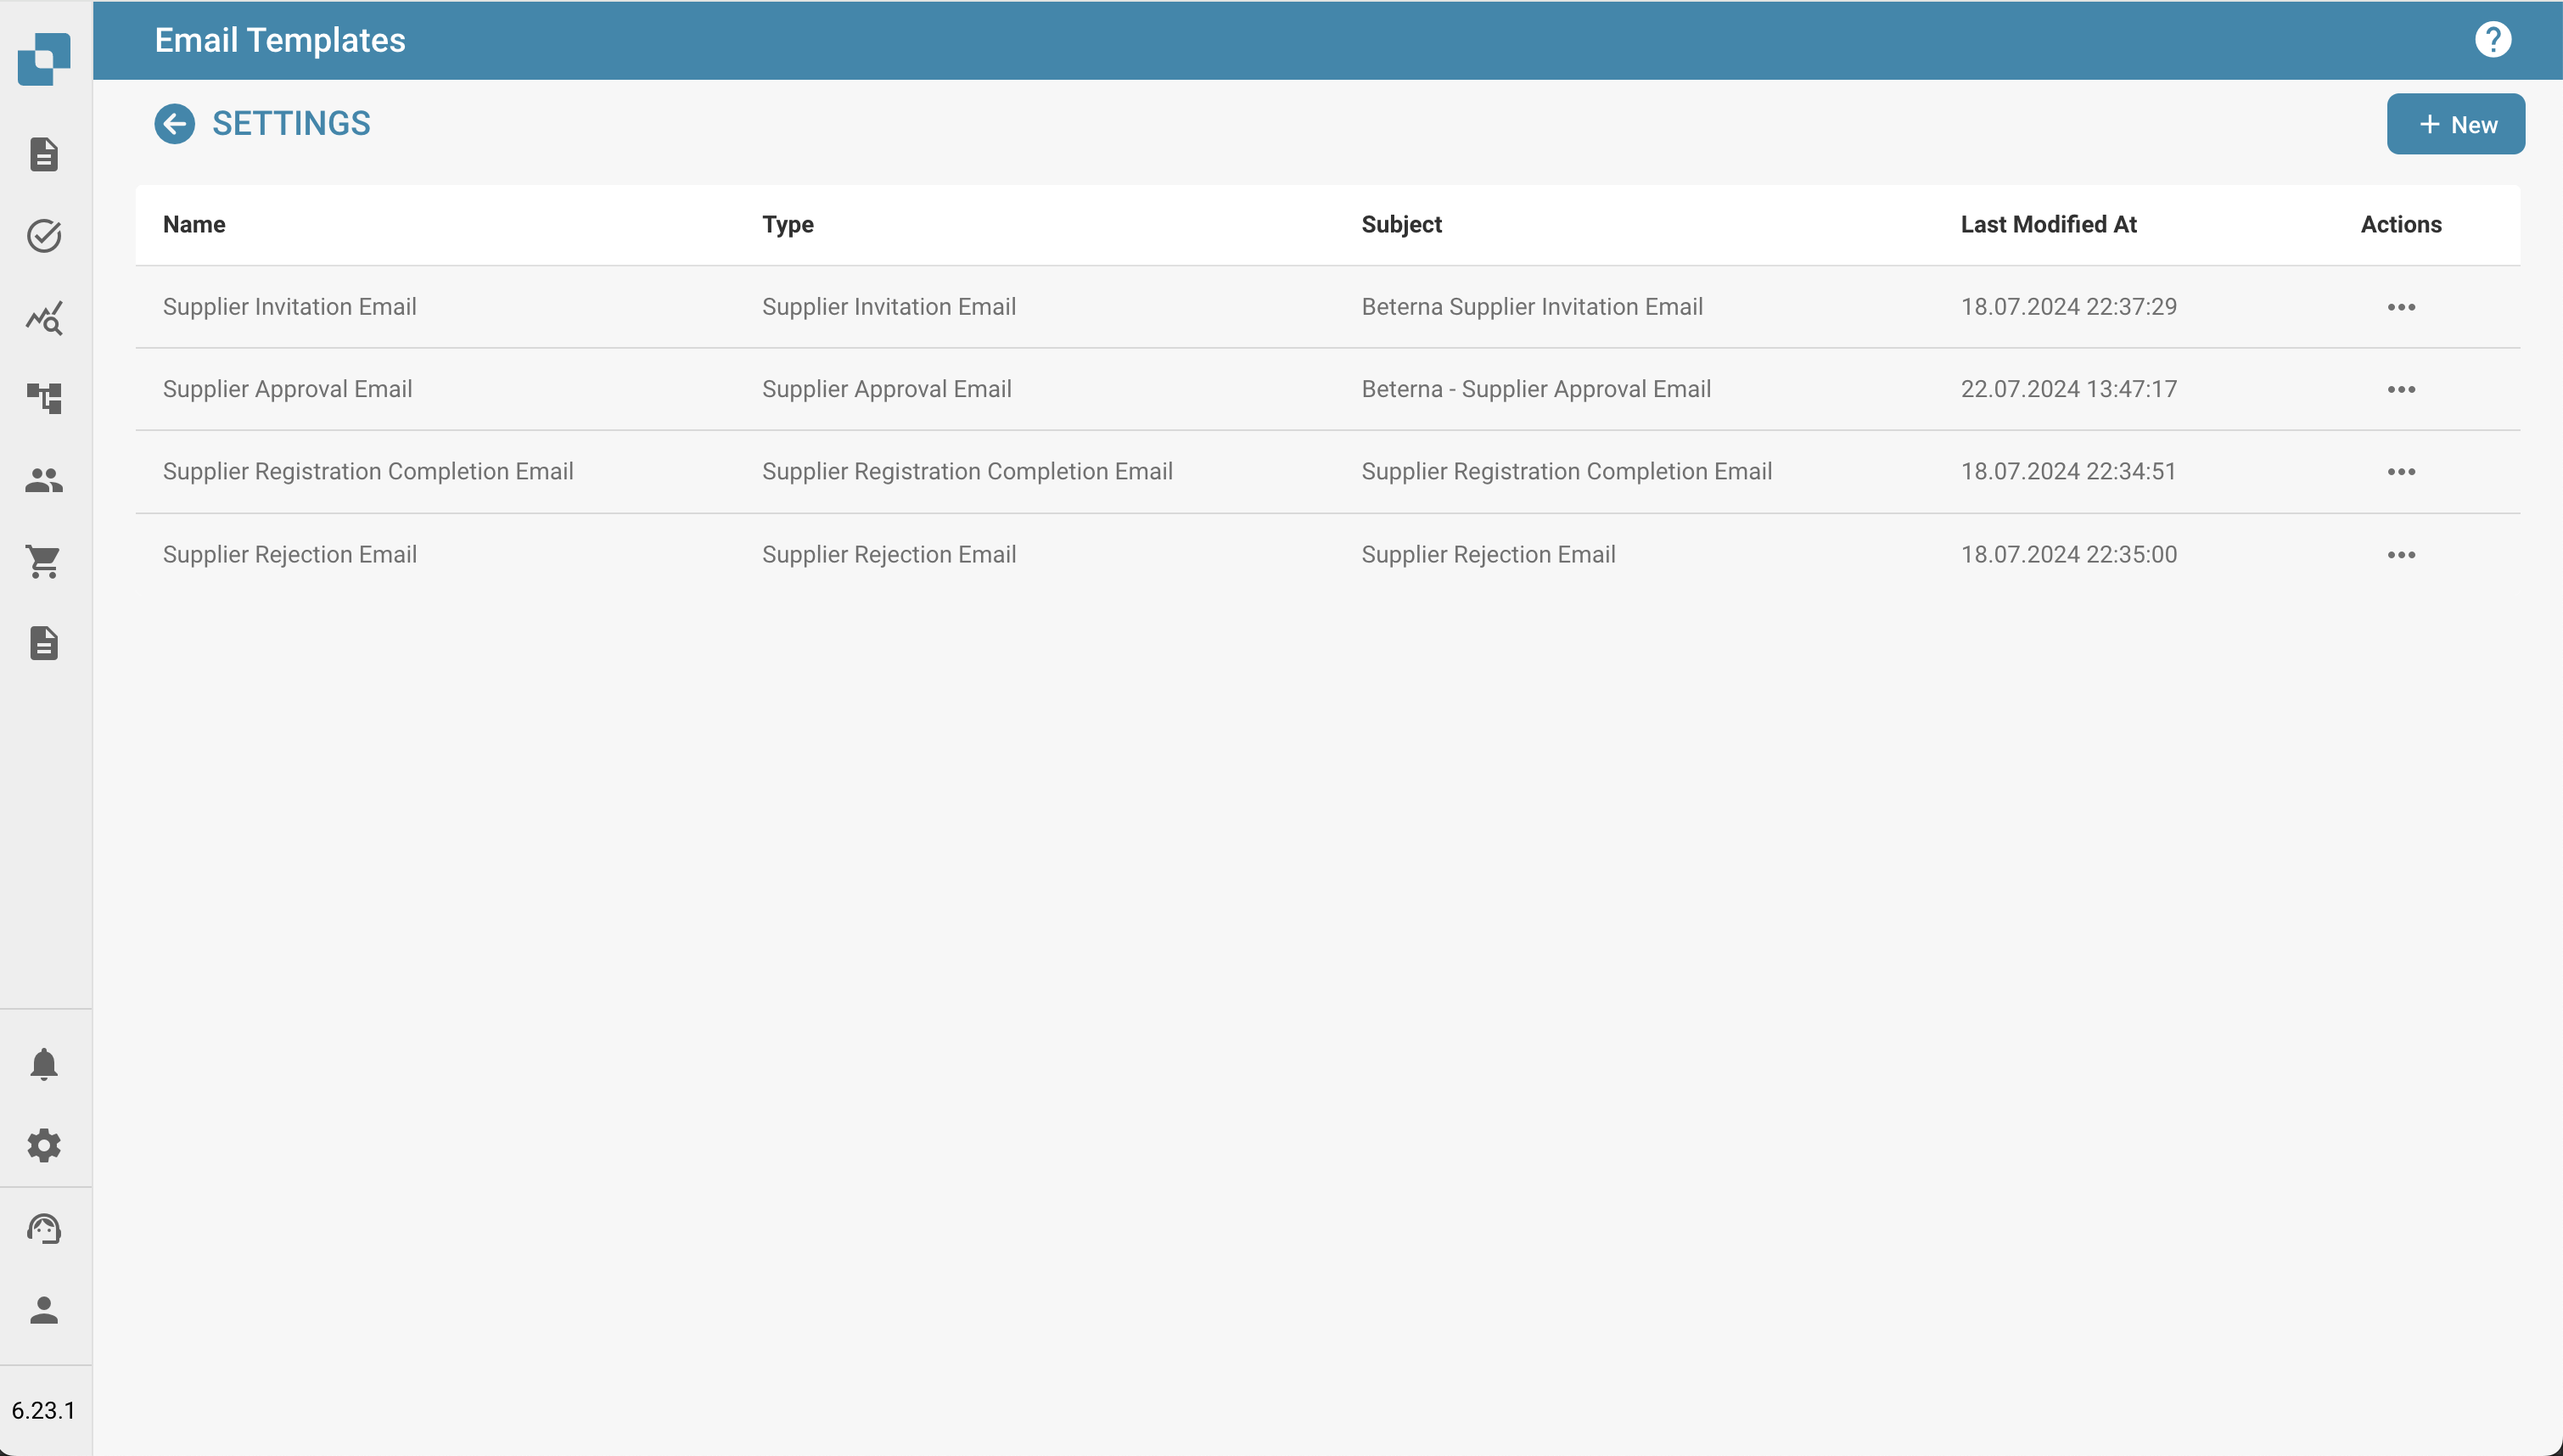 Email Templates
?
SETTINGS
+ New
Name Type Subject Last Modified At Actions
Supplier Invitation Email Supplier Invitation Email Beterna Supplier Invitation Email 18.07.2024 22:37:29
Supplier Approval Email Supplier Approval Email Beterna - Supplier Approval Email 22.07.2024 13:47:17
Supplier Registration Completion Email Supplier Registration Completion Email Supplier Registration Completion Email 18.07.2024 22:34:51
Supplier Rejection Email Supplier Rejection Email Supplier Rejection Email 18.07.2024 22:35:00
6.23.1